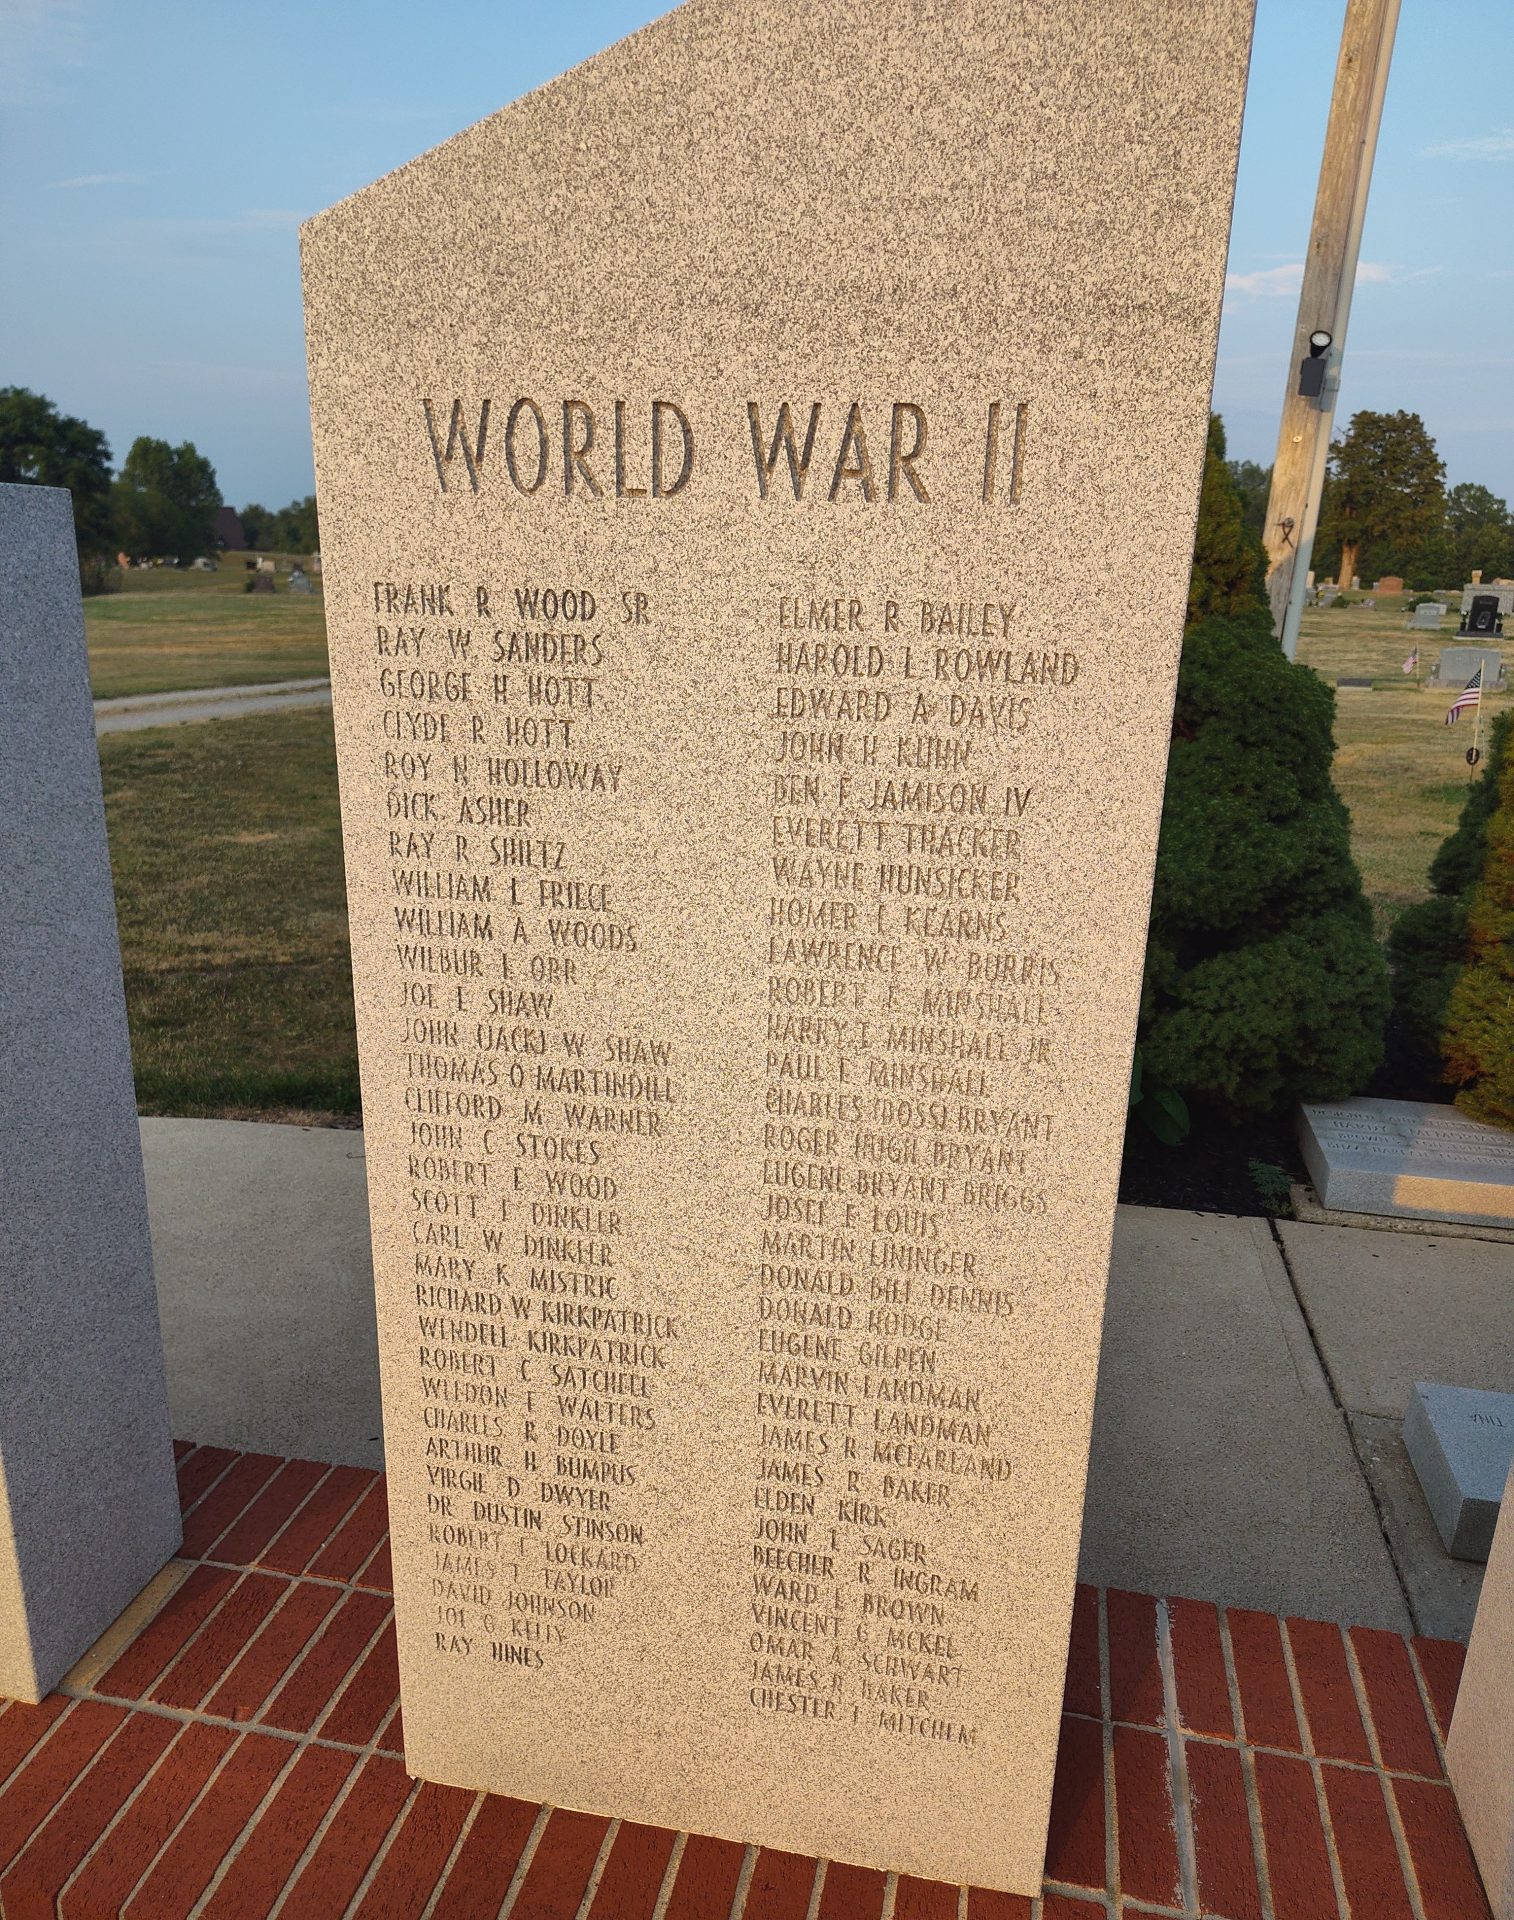 WORLD WAR II
FRANK R WOOD SR
RAY W SANDERS
GEORGE H HOTT
CLYDE R HOTT
ROY N HOLLOWAY
DICK ASHER
RAY R SHILTZ
WILLIAM L FRIECE
WILLIAM A WOODS
WILBUR L ORR
JOE E SHAW
JOHN (JACK) W SHAW
THOMAS O MARTINDILL
CLIFFORD M WARNER
JOHN C STOKES
ROBERT E WOOD
SCOTT DINKLER
CARL W DINKLER
MARY K MISTRIC
RICHARD W KIRKPATRICK
WENDELL KIRKPATRICK
ROBERT C SATCHELL
WELDON F WALTERS
CHARLES R DOYLE
ARTHUR H BUMPUS
VIRGIL D DWYER
DR DUSTIN STINSON
ROBERT LOCKARD
JAMES T TAYLOR
DAVID JOHNSON
JOE G KELLY
RAY HINES
ELMER R BAILEY
HAROLD L ROWLAND
EDWARD A DAVIS
JOHN H KUHN
BEN F JAMISON IV
EVERETT THACKER
WAYNE HUNSICKER
HOMER KEARNS
LAWRENCE W BURRIS
ROBERT E MINSHALL
HARRY MINSHALL JR
PAUL E MINSHALL
CHARLES (BOSS) BRYANT
ROGER HUGH BRYANT
EUGENE BRYANT BRIGGS
JOSEF E LOUIS
MARTIN EININGER
DONALD BILL DENNIS
DONALD HODGE
EUGENE GILPEN
MARVIN LANDMAN
EVERETT LANDMAN
JAMES R MCFARLAND
JAMES R BAKER
ELDEN KIRK
JOHN L SAGER
BEECHER R INGRAM
WARD E BROWN
VINCENT G MCKEE
OMAR A SCHWART
JAMES R BAKER
CHESTER MITCHEM
TINA